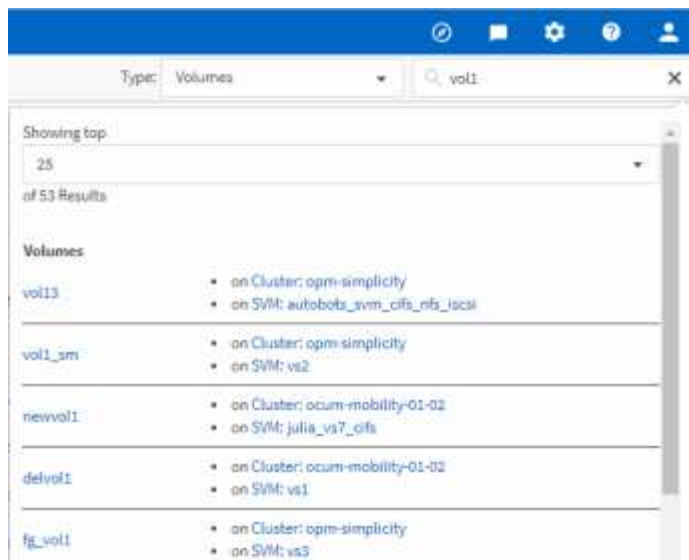 Type: Volumes vol1
Showing top
25
of 53 Results
Volumes
vol13
on Cluster: opm-simplicity
on SVM: autobots_svm_cifs_nfs_iscsi
vol1_sm
on Cluster: opm-simplicity
on SVM: vs2
newvol1
on Cluster: ocum-mobility-01-02
on SVM: julia_vs7_cifs
delvol1
on Cluster: ocum-mobility-01-02
on SVM: vs1
fg_vol1
on Cluster: opm-simplicity
on SVM: vs3